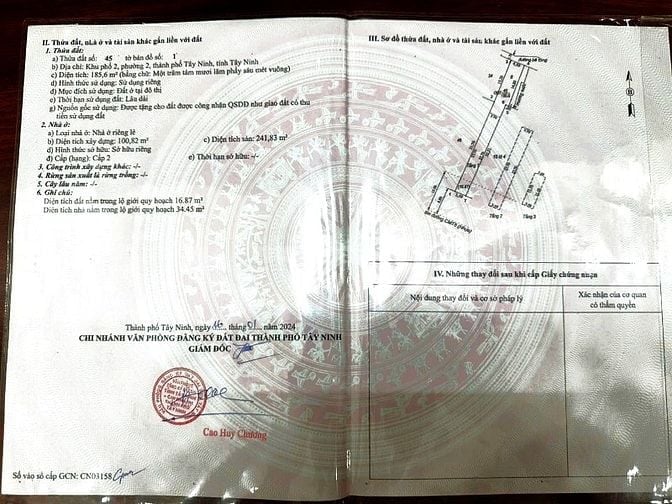 II. Thửa đất, nhà ở và tài sản khác gắn liền với đất
1. Thửa đất:
a) Thửa đất số: 45 tờ bản đồ số: 1
b) Địa chỉ: Khu phố 2, phường 2, thành phố Tây Ninh, tỉnh Tây Ninh
c) Diện tích: 185,6 m² (bằng chữ: Một trăm tám mươi lăm phẩy sáu mét vuông)
d) Hình thức sử dụng: Sử dụng riêng
đ) Mục đích sử dụng: Đất ở tại đô thị
e) Thời hạn sử dụng đất: Lâu dài
g) Nguồn gốc sử dụng: Được tặng cho đất được công nhận QSDĐ như giao đất có thu
tiền sử dụng đất
2. Nhà ở:
a) Loại nhà ở: Nhà ở riêng lẻ
b) Diện tích xây dựng: 100,82 m² c) Diện tích sàn: 241,83 m²
d) Hình thức sở hữu: Sở hữu riêng
đ) Cấp (hạng): Cấp 2 e) Thời hạn sở hữu: -/-
3. Công trình xây dựng khác: -/-
4. Rừng sản xuất là rừng trồng: -/-
5. Cây lâu năm: -/-
6. Ghi chú:
Diện tích đất nằm trong lộ giới quy hoạch 16.87 m²
Diện tích nhà nằm trong lộ giới quy hoạch 34.45 m²
Thành phố Tây Ninh, ngày 16 tháng 01 năm 2024
CHI NHÁNH VĂN PHÒNG ĐĂNG KÝ ĐẤT ĐAI THÀNH PHỐ TÂY NINH
GIÁM ĐỐC
Cao Huy Chương
Số vào sổ cấp GCN: CN03158
III. Sơ đồ thửa đất, nhà ở và tài sản khác gắn liền với đất
45
Tầng 2
Tầng 3
IV. Những thay đổi sau khi cấp Giấy chứng nhận
Nội dung thay đổi và cơ sở pháp lý
Xác nhận của cơ quan
có thẩm quyền